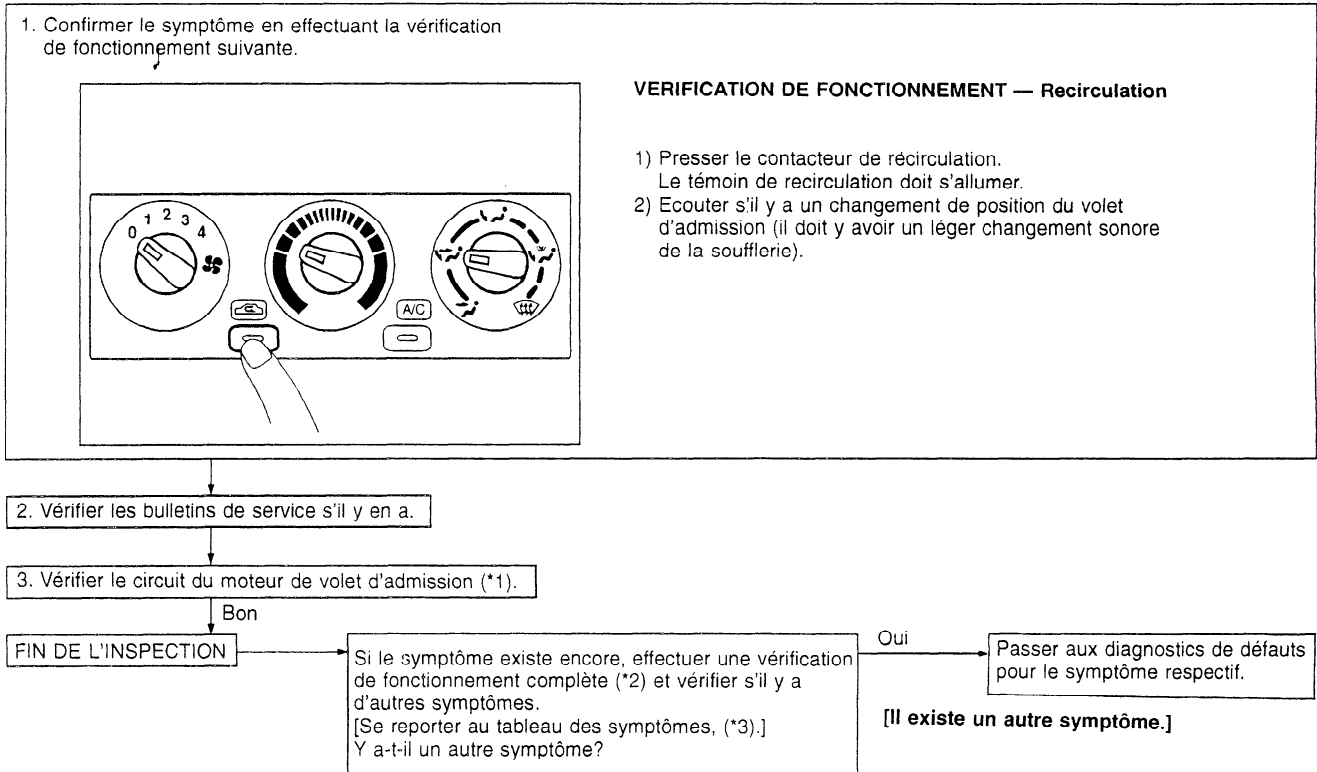 1. Confirmer le symptôme en effectuant la vérification
de fonctionnement suivante.
VERIFICATION DE FONCTIONNEMENT — Recirculation
1) Presser le contacteur de récirculation.
Le témoin de recirculation doit s'allumer.
2) Ecouter s'il y a un changement de position du volet
d'admission (il doit y avoir un léger changement sonore
de la soufflerie).
0 1 2 3 4
A/C
2. Vérifier les bulletins de service s'il y en a.
3. Vérifier le circuit du moteur de volet d'admission (*1).
Bon
FIN DE L'INSPECTION
Si le symptôme existe encore, effectuer une vérification
de fonctionnement complète (*2) et vérifier s'il y a
d'autres symptômes.
[Se reporter au tableau des symptômes, (*3).]
Y a-t-il un autre symptôme?
Oui
Passer aux diagnostics de défauts
pour le symptôme respectif.
[Il existe un autre symptôme.]